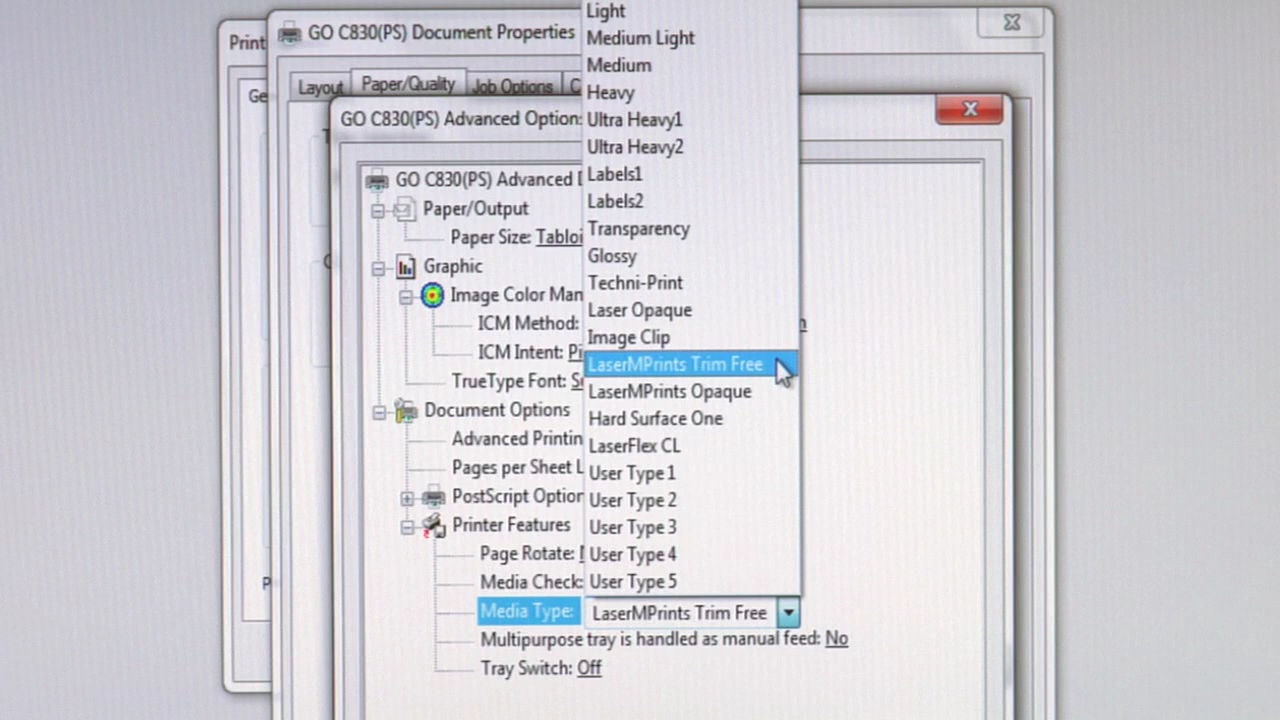 Print
GO C830(PS) Document Properties
Ge
Layout
Paper/Quality
Job Options
GO C830(PS) Advanced Option
GO C830(PS) Advanced
Paper/Output
Paper Size: Tabloi
Graphic
Image Color Man
ICM Method:
ICM Intent: Pi
TrueType Font: S
Document Options
Advanced Printin
Pages per Sheet L
PostScript Option
Printer Features
Page Rotate:
Media Check:
Media Type: LaserMPrints Trim Free
Multipurpose tray is handled as manual feed: No
Tray Switch: Off
Light
Medium Light
Medium
Heavy
Ultra Heavy1
Ultra Heavy2
Labels1
Labels2
Transparency
Glossy
Techni-Print
Laser Opaque
Image Clip
LaserMPrints Trim Free
LaserMPrints Opaque
Hard Surface One
LaserFlex CL
User Type 1
User Type 2
User Type 3
User Type 4
User Type 5